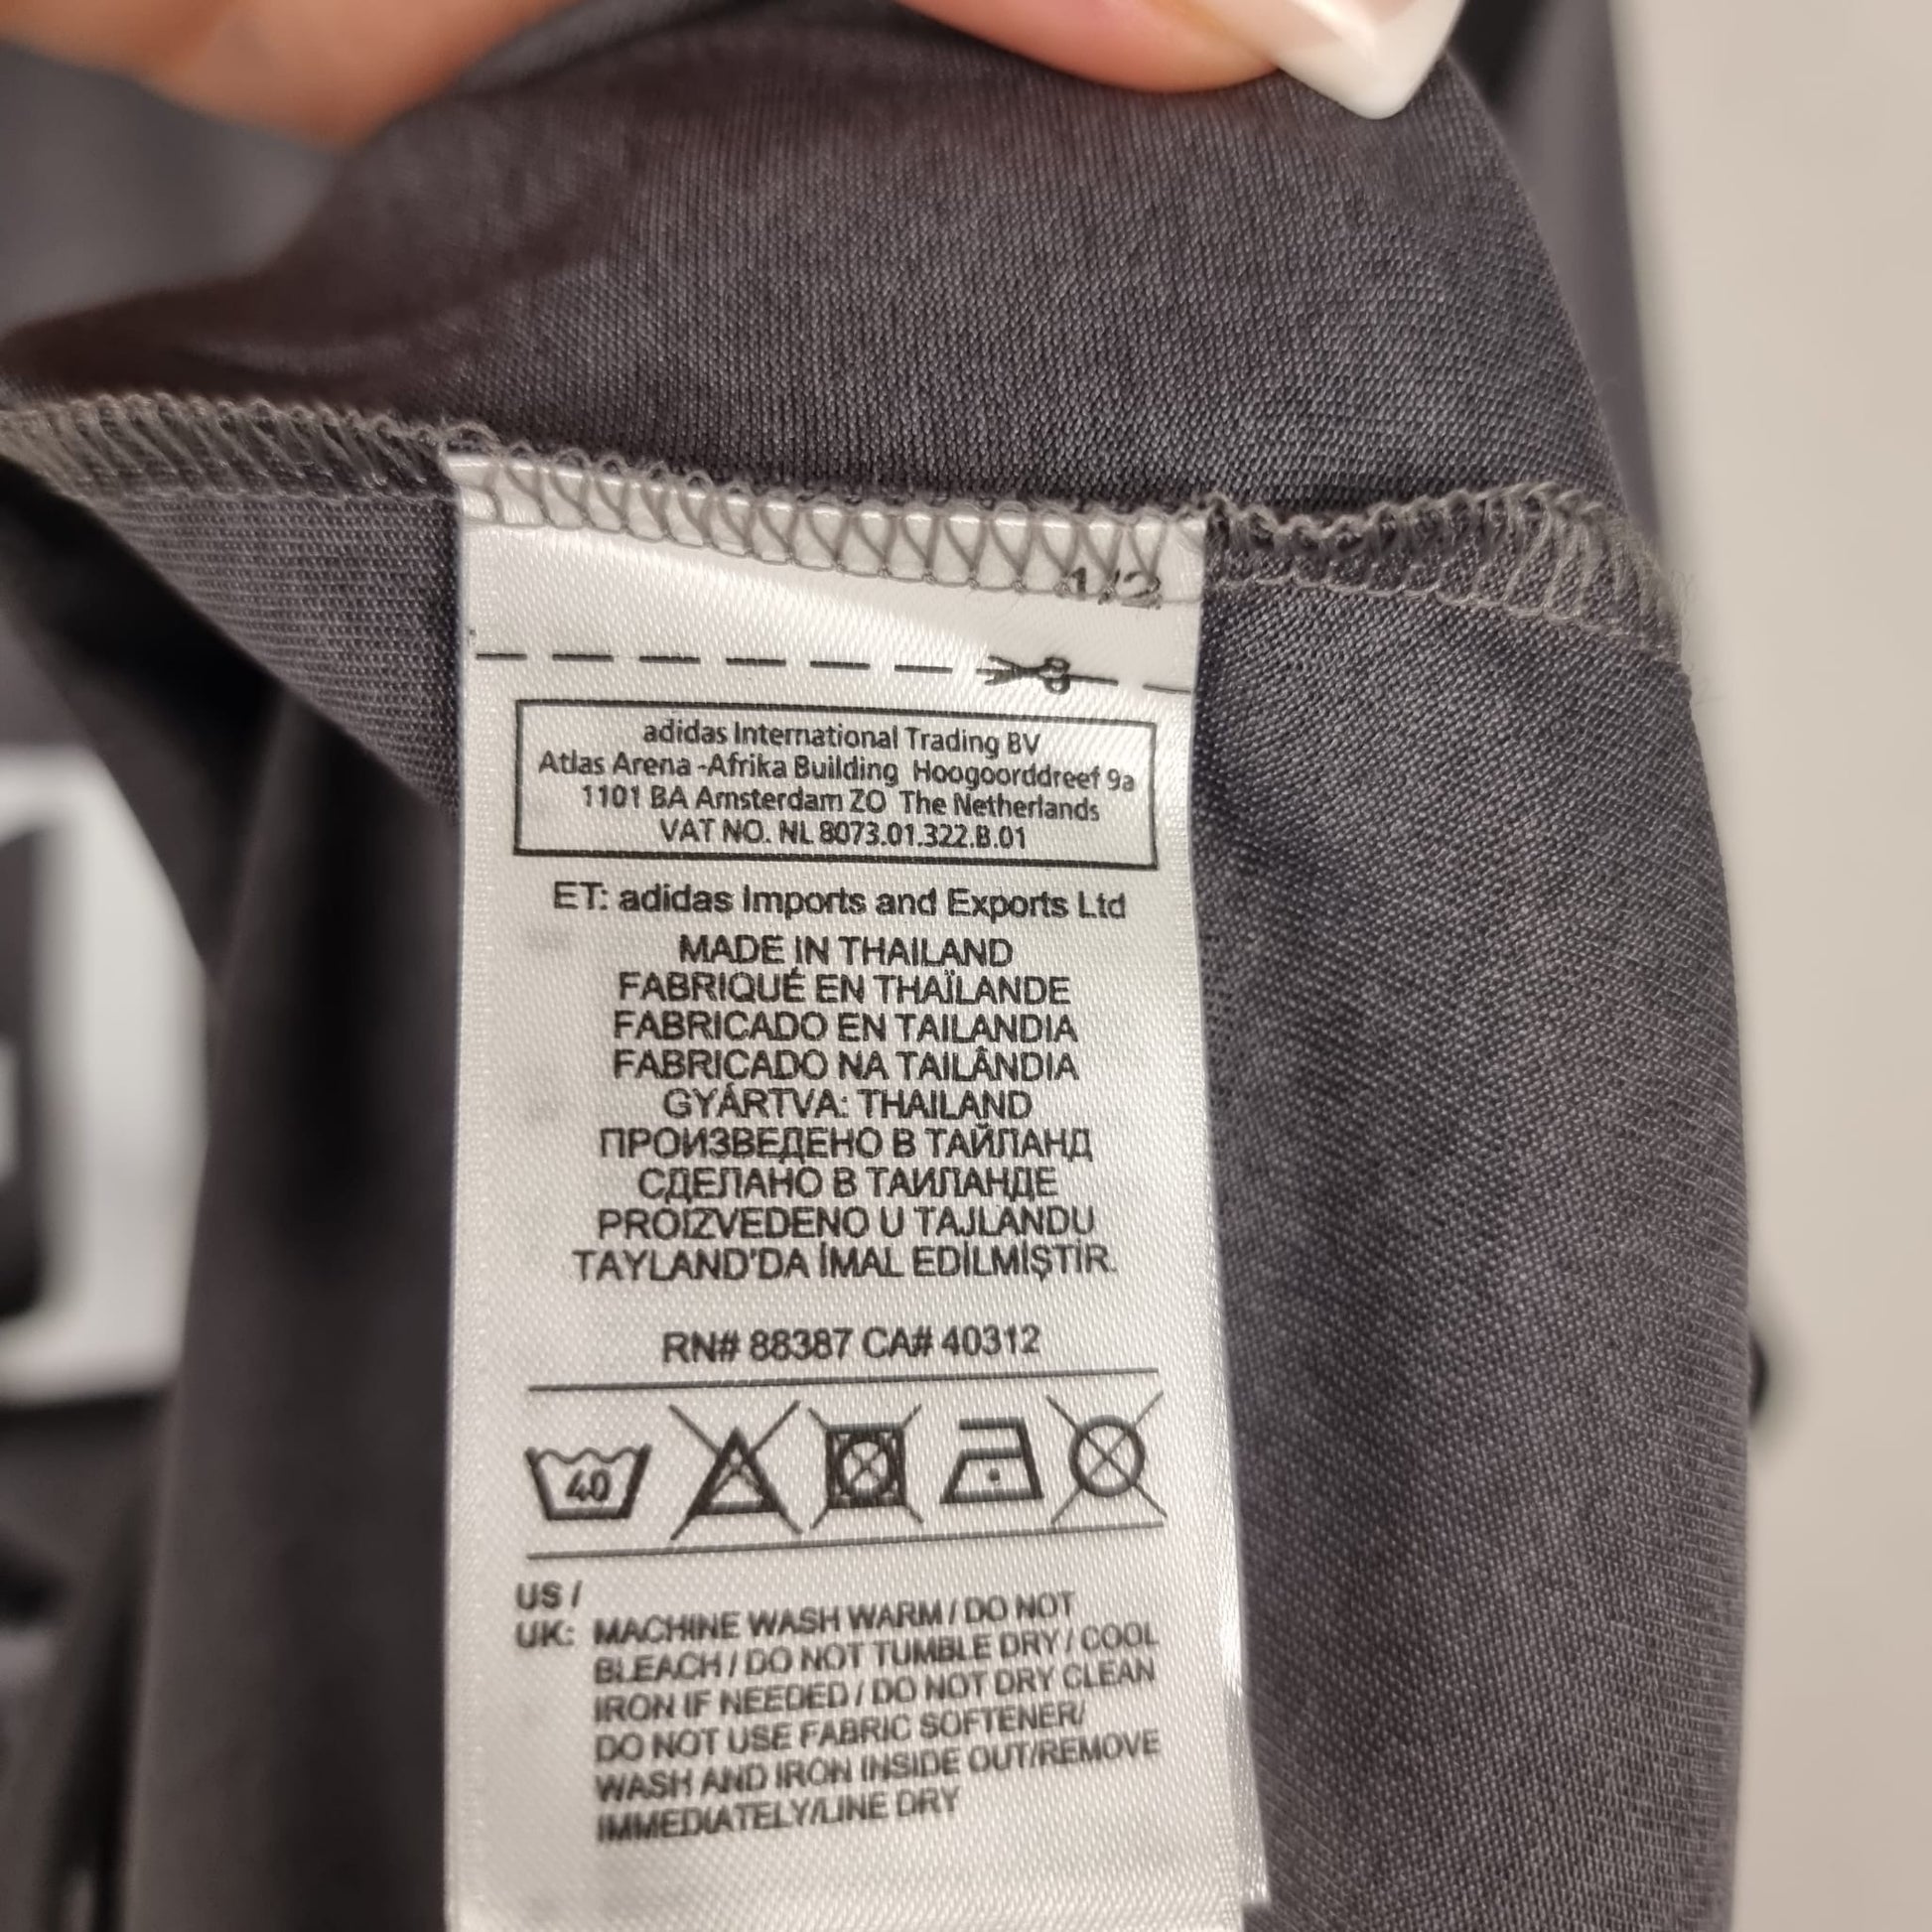 1/2
adidas International Trading BV
Atlas Arena -Afrika Building Hoogoorddreef 9a
1101 BA Amsterdam ZO The Netherlands
VAT NO. NL 8073.01.322.B.01
ET: adidas Imports and Exports Ltd
MADE IN THAILAND
FABRIQUÉ EN THAÏLANDE
FABRICADO EN TAILANDIA
FABRICADO NA TAILÂNDIA
GYÁRTVA: THAILAND
ПРОИЗВЕДЕНО В ТАЙЛАНД
СДЕЛАНО В ТАИЛАНДЕ
PROIZVEDENO U TAJLANDU
TAYLAND'DA İMAL EDİLMİŞTİR.
RN# 88387 CA# 40312
40
US /
UK: MACHINE WASH WARM / DO NOT
BLEACH / DO NOT TUMBLE DRY / COOL
IRON IF NEEDED / DO NOT DRY CLEAN
DO NOT USE FABRIC SOFTENER/
WASH AND IRON INSIDE OUT/REMOVE
IMMEDIATELY/LINE DRY